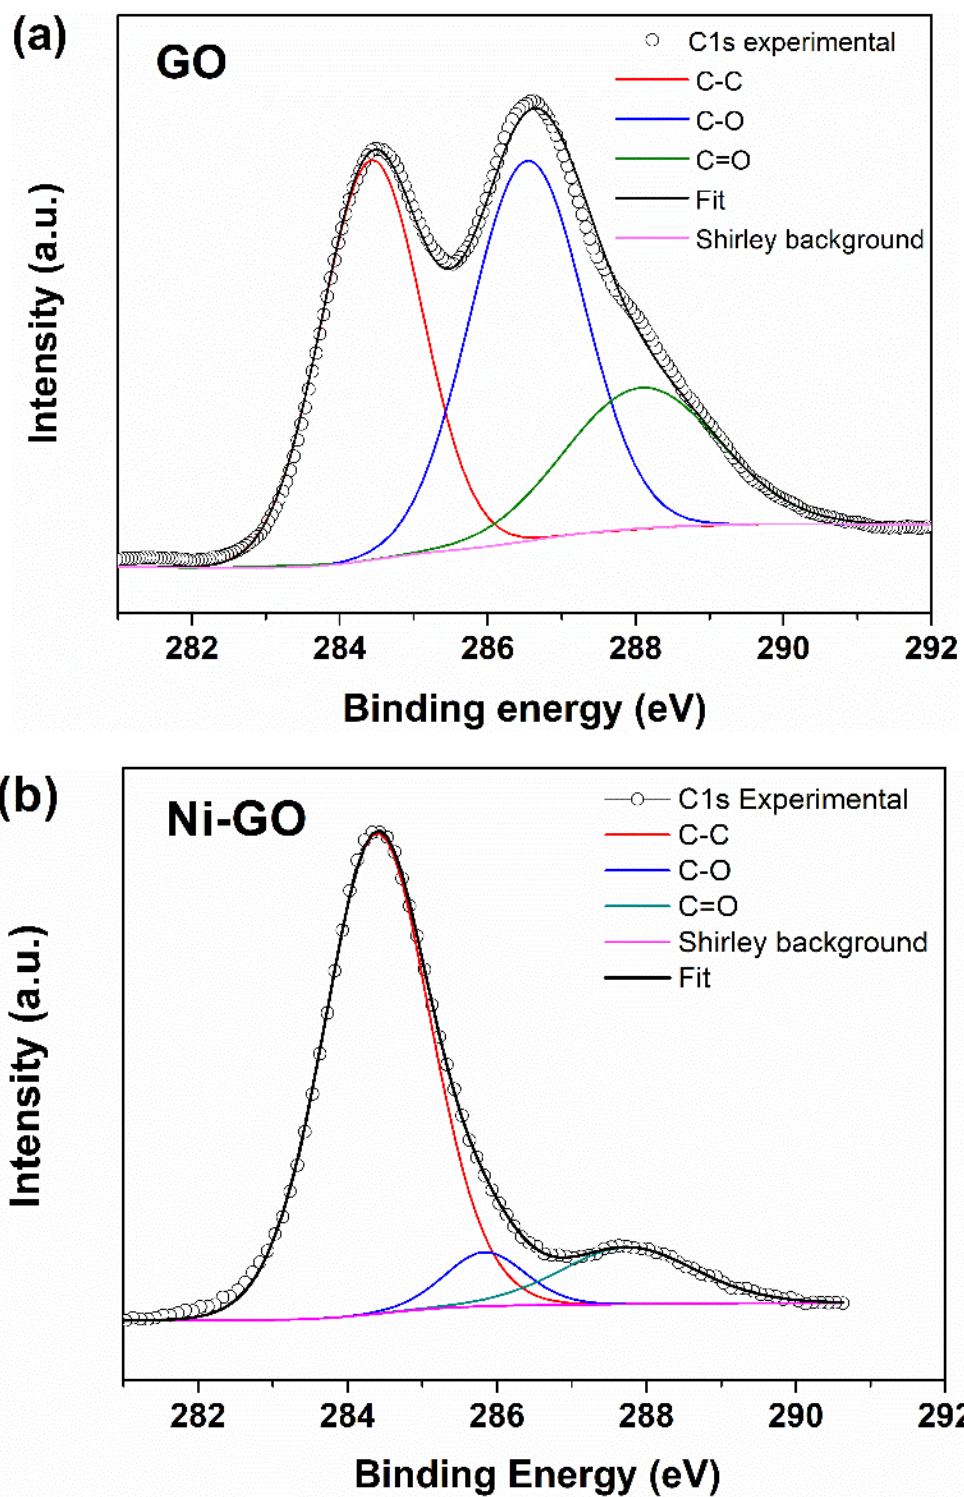 (a)
GO
C1s experimental
C-C
C-O
C=O
Fit
Shirley background
Intensity (a.u.)
282 284 286 288 290 292
Binding energy (eV)
(b)
Ni-GO
C1s Experimental
C-C
C-O
C=O
Shirley background
Fit
Intensity (a.u.)
282 284 286 288 290 292
Binding Energy (eV)